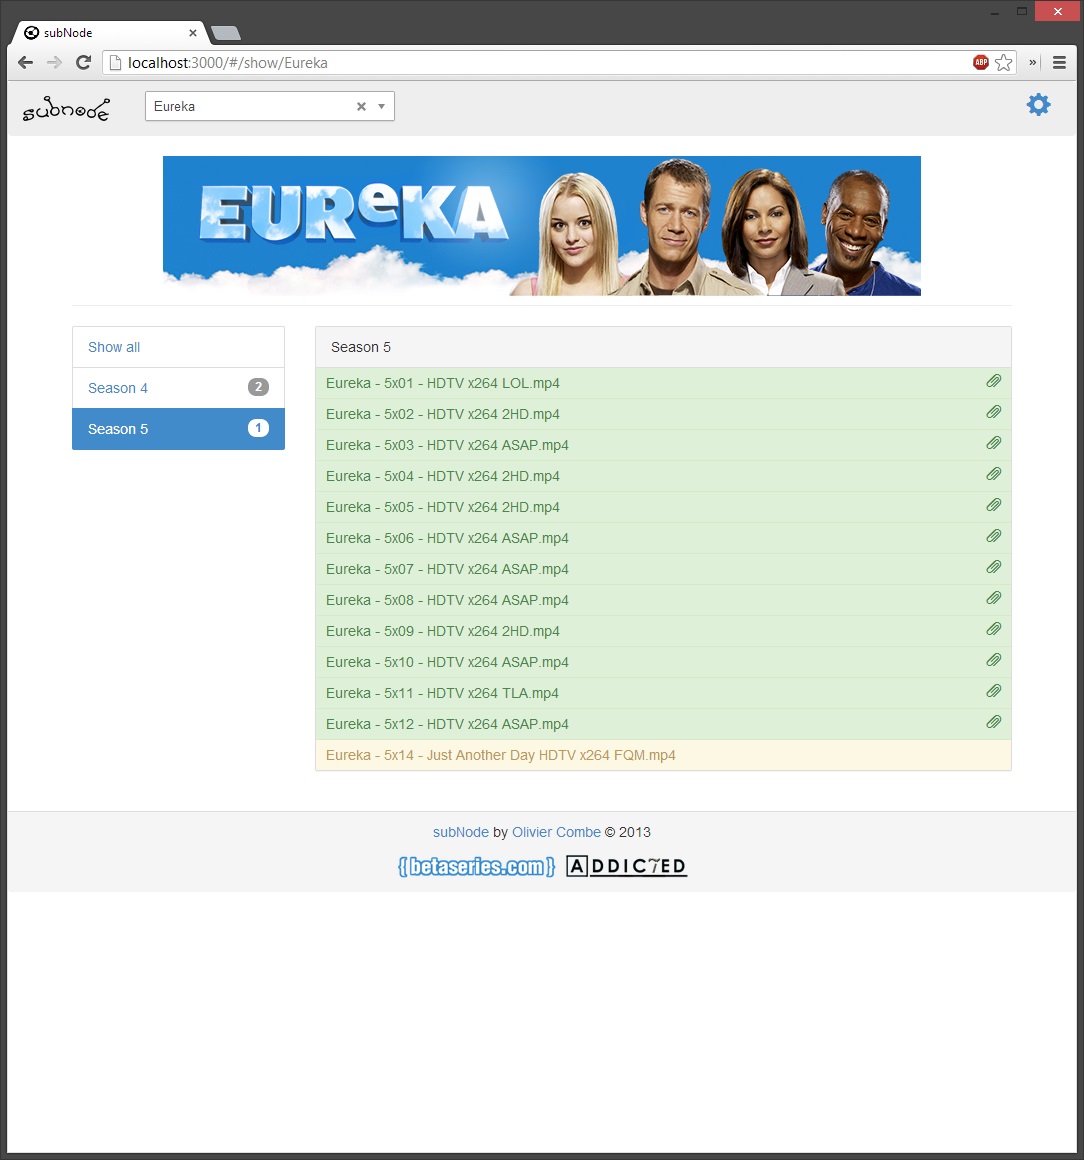 subNode
localhost:3000/#/show/Eureka
ABP
subnode
Eureka
EUReKA
Show all
Season 4 2
Season 5 1
Season 5
Eureka - 5x01 - HDTV x264 LOL.mp4
Eureka - 5x02 - HDTV x264 2HD.mp4
Eureka - 5x03 - HDTV x264 ASAP.mp4
Eureka - 5x04 - HDTV x264 2HD.mp4
Eureka - 5x05 - HDTV x264 2HD.mp4
Eureka - 5x06 - HDTV x264 ASAP.mp4
Eureka - 5x07 - HDTV x264 ASAP.mp4
Eureka - 5x08 - HDTV x264 ASAP.mp4
Eureka - 5x09 - HDTV x264 2HD.mp4
Eureka - 5x10 - HDTV x264 ASAP.mp4
Eureka - 5x11 - HDTV x264 TLA.mp4
Eureka - 5x12 - HDTV x264 ASAP.mp4
Eureka - 5x14 - Just Another Day HDTV x264 FQM.mp4
subNode by Olivier Combe © 2013
{betaseries.com} ADDIC7ED